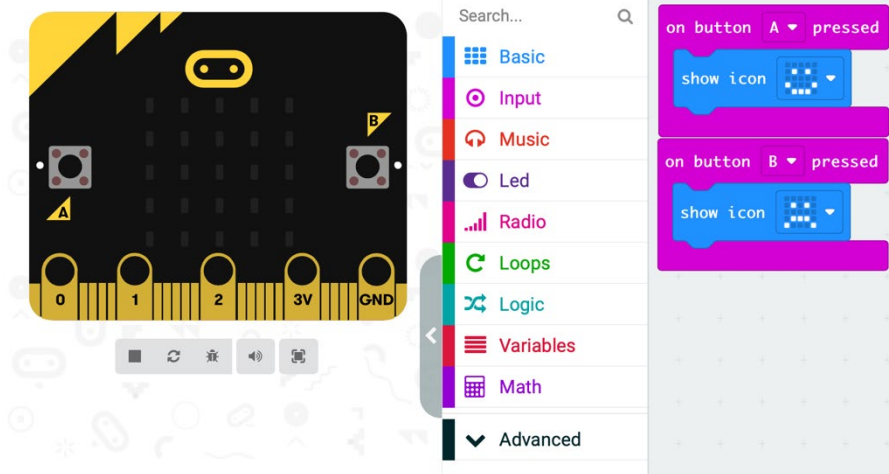 B
A
0 1 2 3V GND
Search...
Basic
Input
Music
Led
Radio
Loops
Logic
Variables
Math
Advanced
on button A pressed
show icon
on button B pressed
show icon